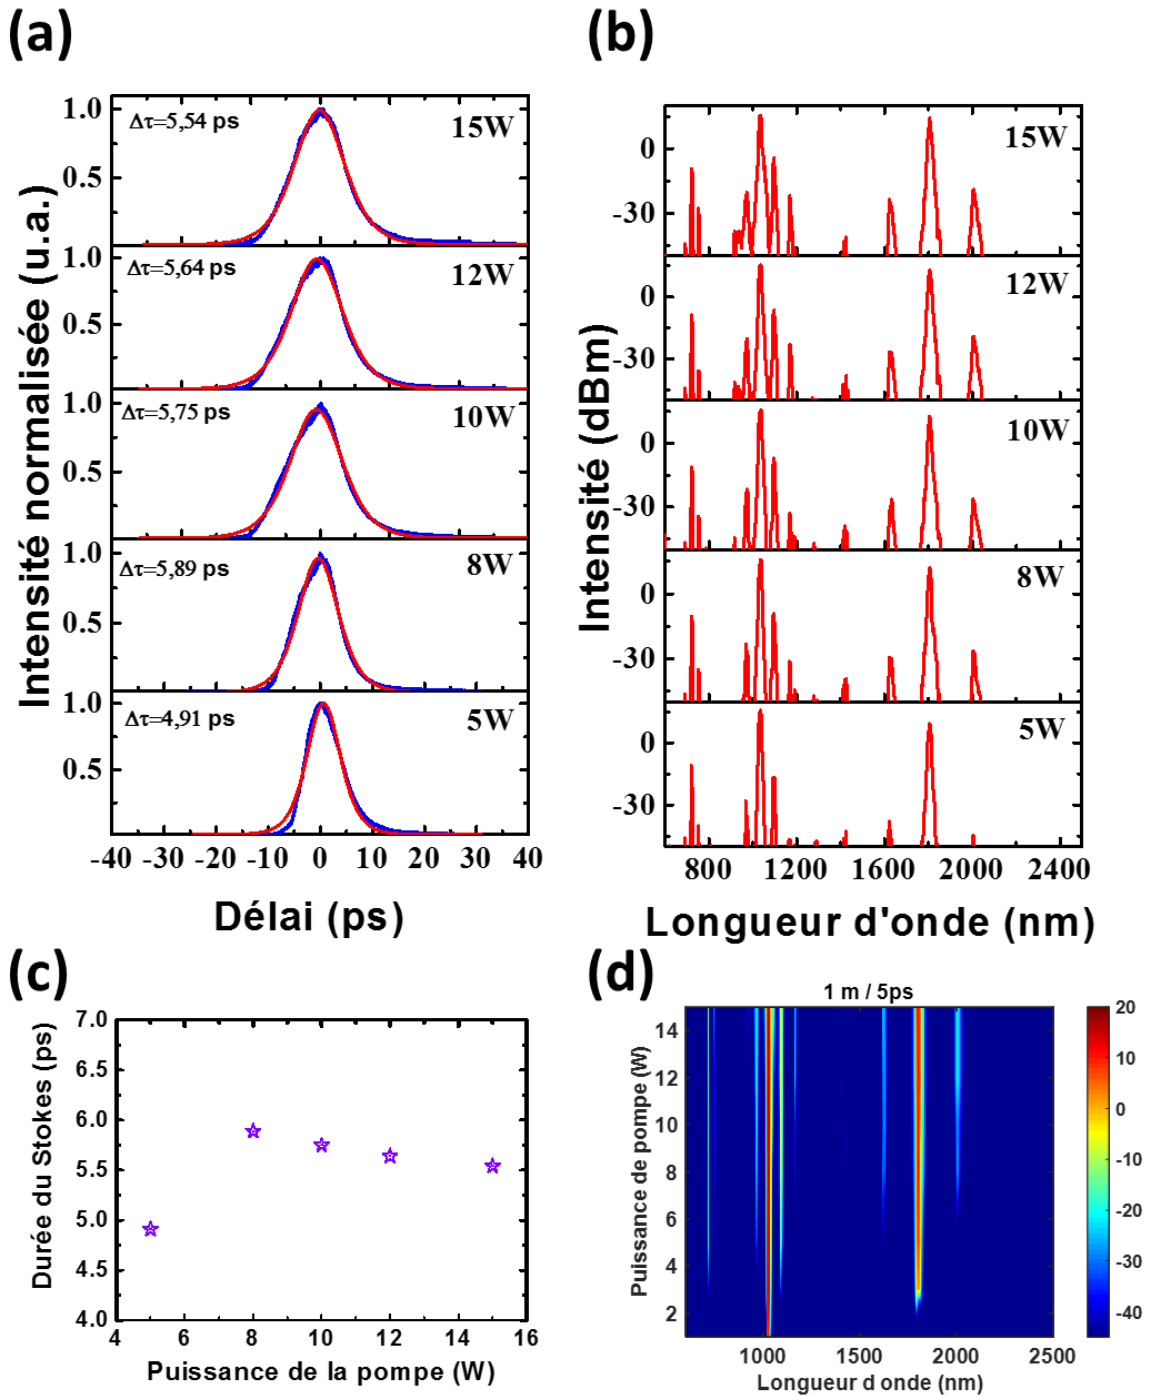 (a)
Intensité normalisée (u.a.)
1.0
0.5
Δτ=5,54 ps
15W
1.0
0.5
Δτ=5,64 ps
12W
1.0
0.5
Δτ=5,75 ps
10W
1.0
0.5
Δτ=5,89 ps
8W
1.0
0.5
Δτ=4,91 ps
5W
-40 -30 -20 -10 0 10 20 30 40
Délai (ps)
(b)
Intensité (dBm)
0
-30
15W
0
-30
12W
0
-30
10W
0
-30
8W
0
-30
5W
800 1200 1600 2000 2400
Longueur d'onde (nm)
(c)
Durée du Stokes (ps)
7.0
6.5
6.0
5.5
5.0
4.5
4.0
4 6 8 10 12 14 16
Puissance de la pompe (W)
(d)
1 m / 5ps
Puissance de pompe (W)
14
12
10
8
6
4
2
1000 1500 2000 2500
Longueur d onde (nm)
20
10
0
-10
-20
-30
-40